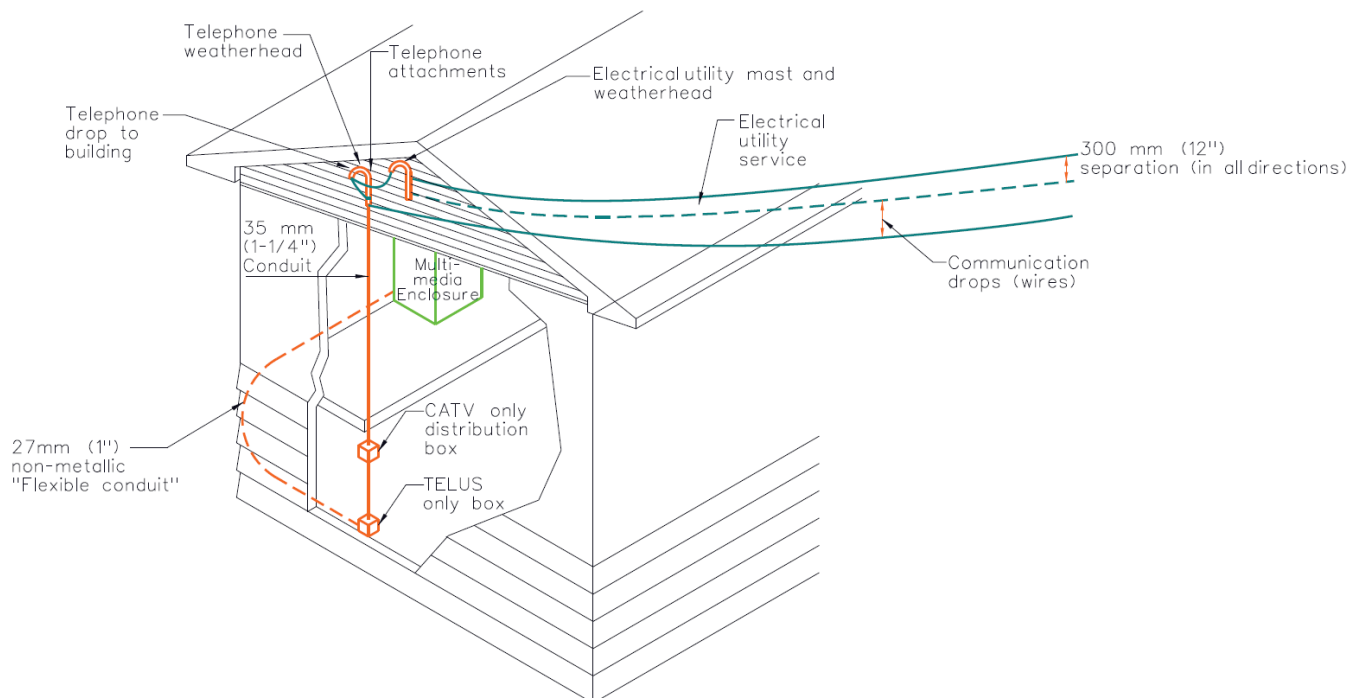 Telephone
weatherhead
Telephone
attachments
Electrical utility mast and
weatherhead
Telephone
drop to
building
Electrical
utility
service
300 mm (12")
separation (in all directions)
35 mm
(1-1/4")
Conduit
Multi-
media
Enclosure
Communication
drops (wires)
CATV only
distribution
box
27mm (1")
non-metallic
"Flexible conduit"
TELUS
only box